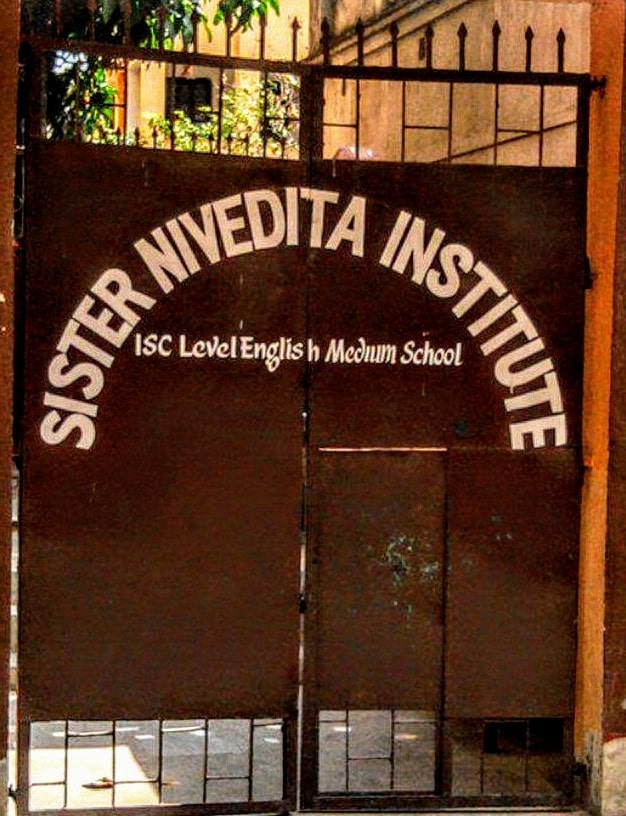 SISTER NIVEDITA INSTITUTE
ISC Level English Medium School